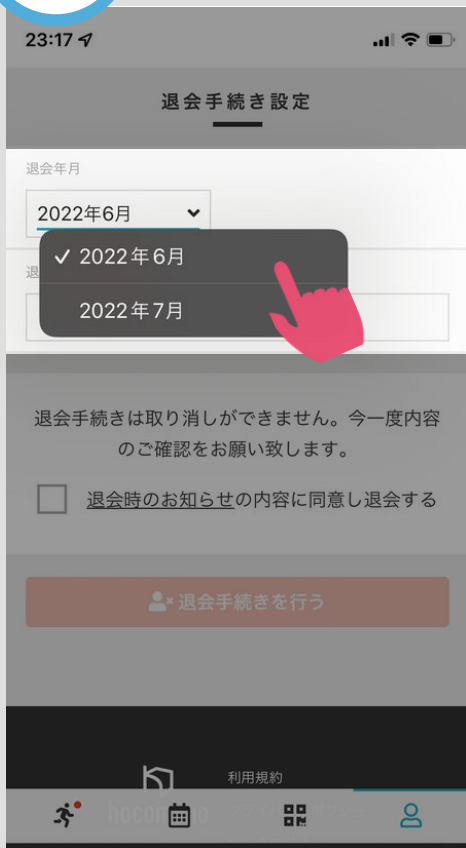 23:17
退会手続き設定
退会年月
2022年6月
✓ 2022年6月
2022年7月
退会手続きは取り消しができません。今一度内容
のご確認をお願い致します。
退会時のお知らせの内容に同意し退会する
退会手続きを行う
利用規約